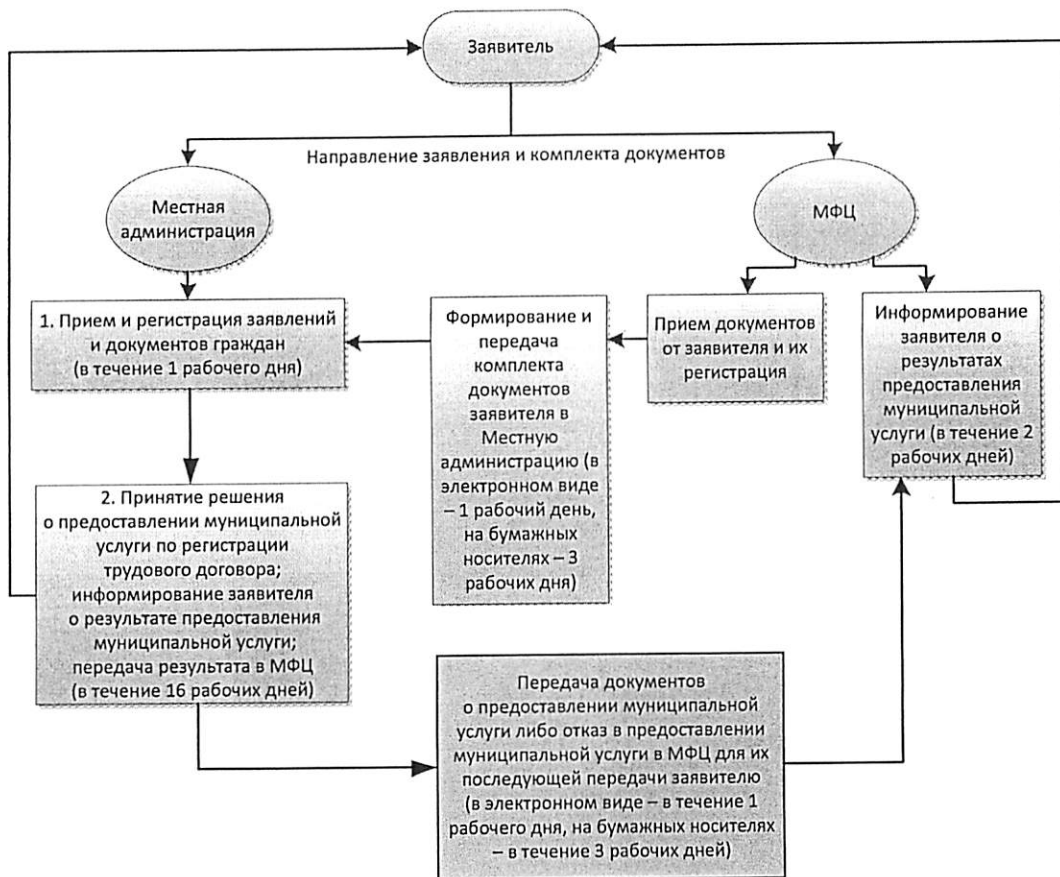 Заявитель
Направление заявления и комплекта документов
Местная
администрация
МФЦ
1. Прием и регистрация заявлений
и документов граждан
(в течение 1 рабочего дня)
Формирование и
передача
комплекта
документов
заявителя в
Местную
администрацию (в
электронном виде
– 1 рабочий день,
на бумажных
носителях – 3
рабочих дня)
Прием документов
от заявителя и их
регистрация
Информирование
заявителя о
результатах
предоставления
муниципальной
услуги (в течение 2
рабочих дней)
2. Принятие решения
о предоставлении муниципальной
услуги по регистрации
трудового договора;
информирование заявителя
о результате предоставления
муниципальной услуги;
передача результата в МФЦ
(в течение 16 рабочих дней)
Передача документов
о предоставлении муниципальной
услуги либо отказ в предоставлении
муниципальной услуги в МФЦ для их
последующей передачи заявителю
(в электронном виде – в течение 1
рабочего дня, на бумажных носителях
– в течение 3 рабочих дней)